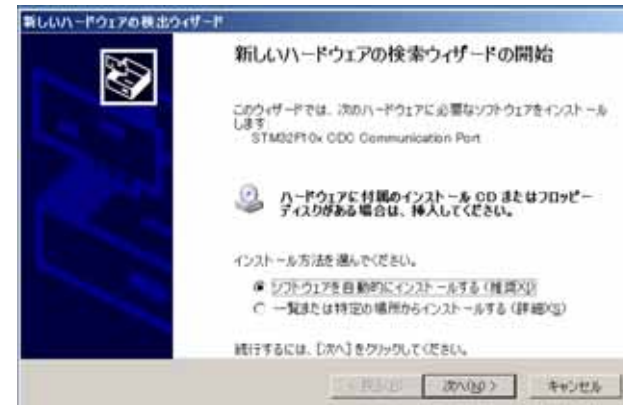 新しいハードウェアの検出ウィザード
新しいハードウェアの検索ウィザードの開始
このウィザードでは、次のハードウェアに必要なソフトウェアをインストール
します
STM32F10x CDC Communication Port
ハードウェアに付属のインストール CD またはフロッピー
ディスクがある場合は、挿入してください。
インストール方法を選んでください。
ソフトウェアを自動的にインストールする (推奨)(I)
一覧または特定の場所からインストールする (詳細)(S)
続行するには、[次へ] をクリックしてください。
< 戻る(B)
次へ(N) >
キャンセル